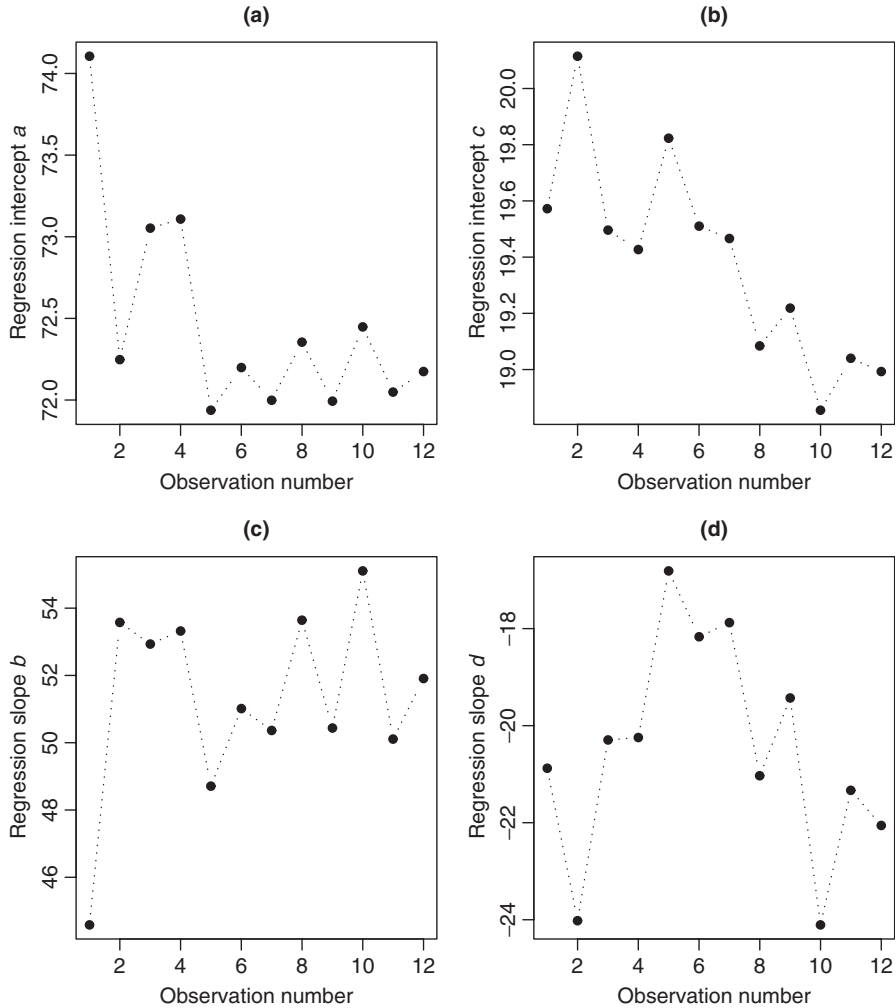 (a)
74.0
73.5
73.0
72.5
72.0
Regression intercept a
2 4 6 8 10 12
Observation number
(b)
20.0
19.8
19.6
19.4
19.2
19.0
Regression intercept c
2 4 6 8 10 12
Observation number
(c)
54
52
50
48
46
Regression slope b
2 4 6 8 10 12
Observation number
(d)
−18
−20
−22
−24
Regression slope d
2 4 6 8 10 12
Observation number